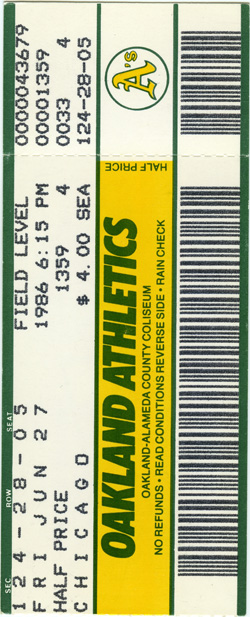 SEC ROW SEAT
124-28-05 FIELD LEVEL 0000043679
FRI JUN 27 1986 6:15 PM 00001359
HALF PRICE 1359 4 0033 4
CHICAGO $ 4.00 SEA 124-28-05
OAKLAND ATHLETICS
OAKLAND-ALAMEDA COUNTY COLISEUM
NO REFUNDS • READ CONDITIONS REVERSE SIDE • RAIN CHECK
HALF PRICE
A's